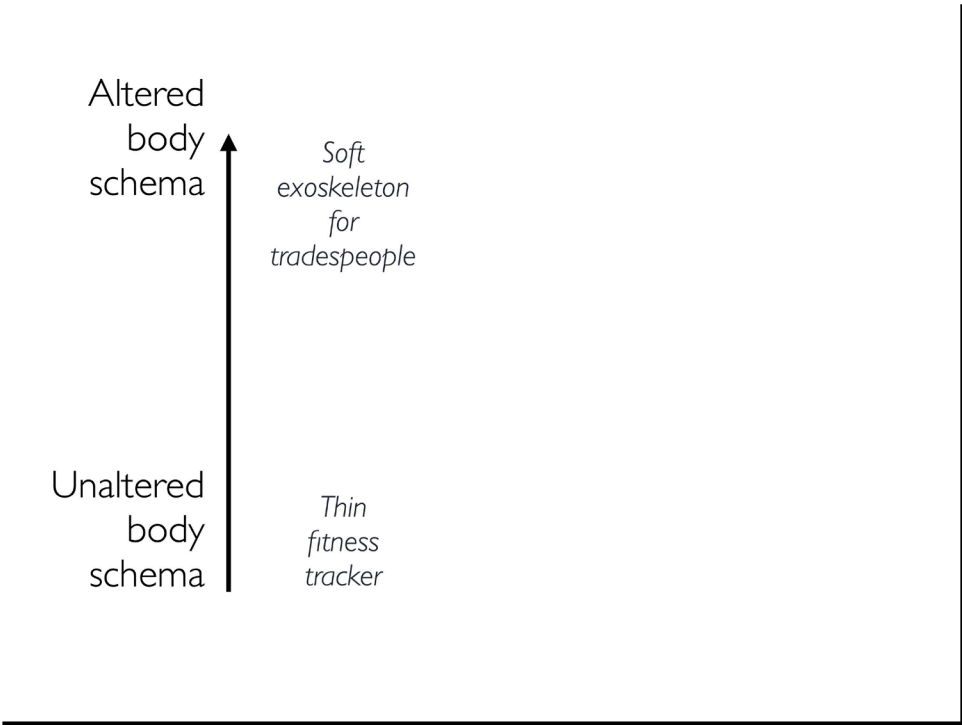 Altered
body
schema
Soft
exoskeleton
for
tradespeople
Unaltered
body
schema
Thin
fitness
tracker